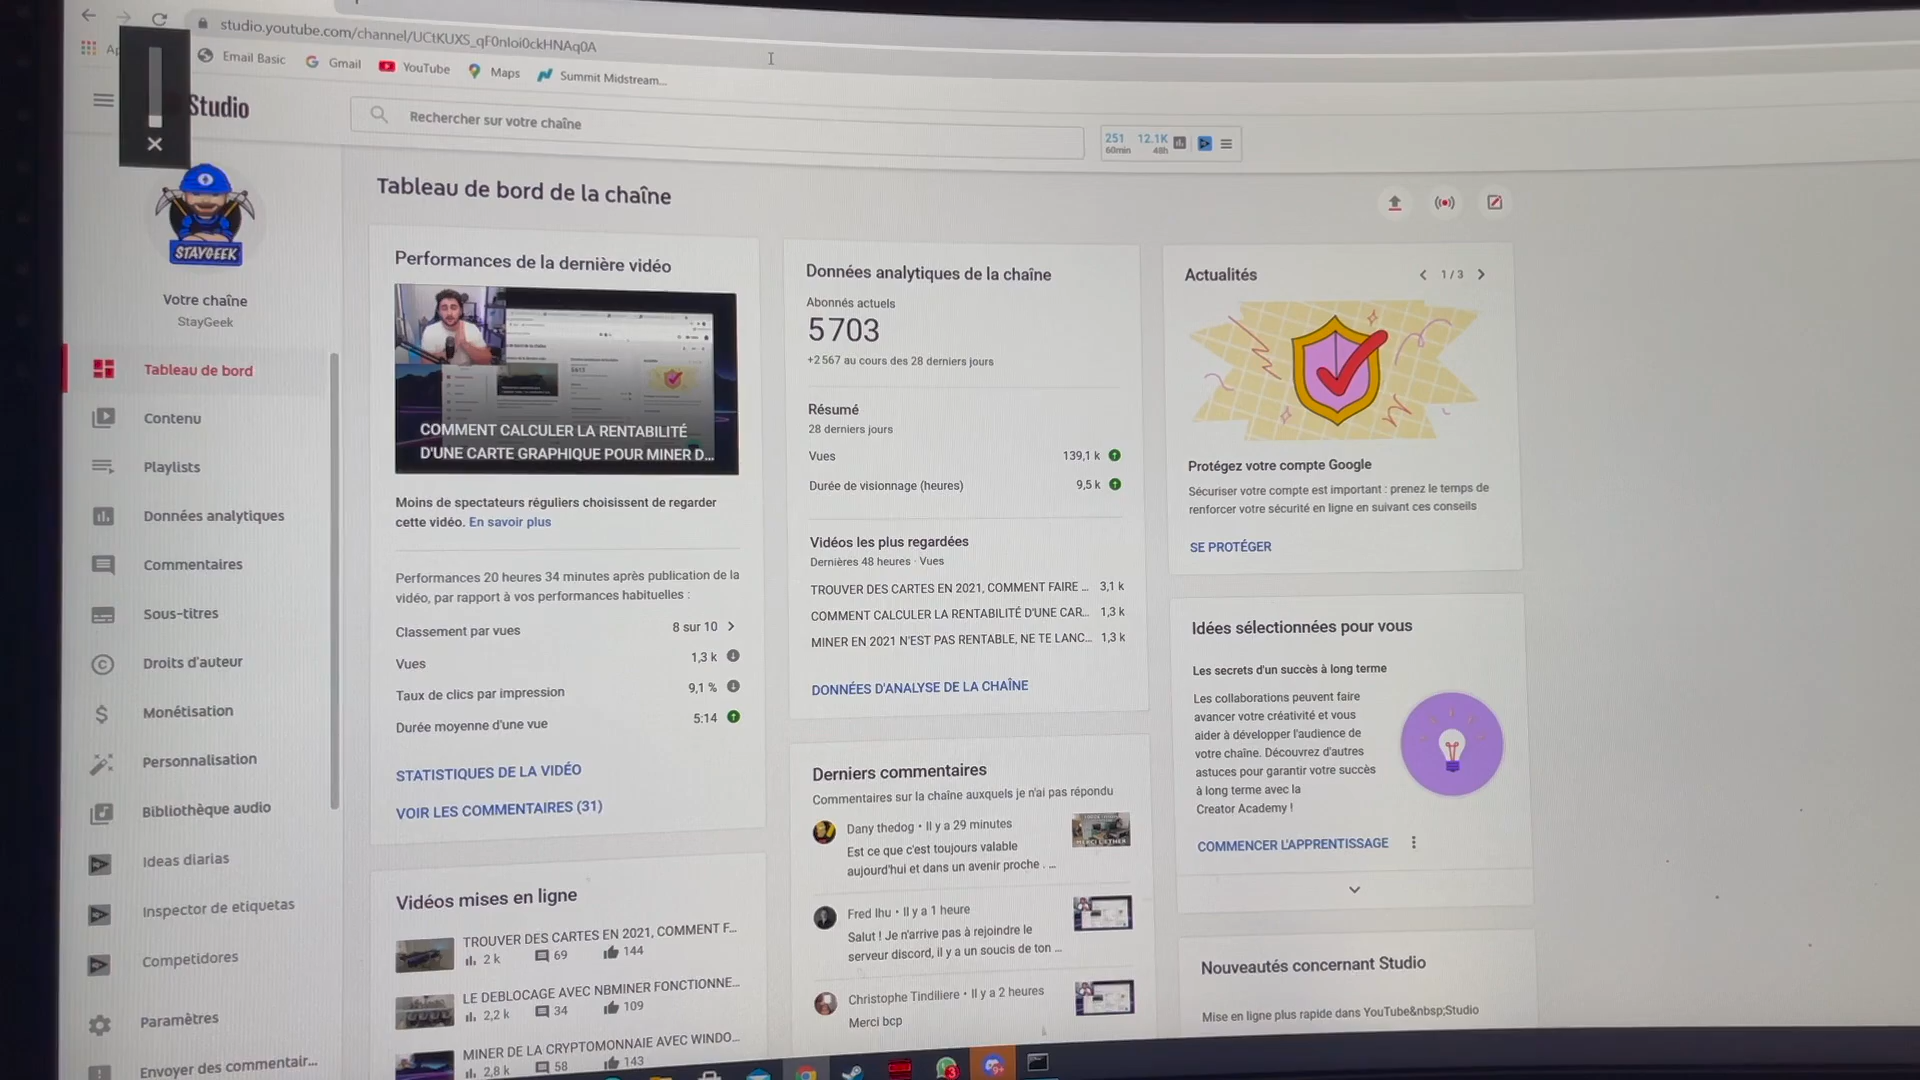 studio.youtube.com/channel/UCtKUXS_qF0nIoi0ckHNAq0A
Email Basic
Gmail
YouTube
Maps
Summit Midstream...
Studio
Rechercher sur votre chaîne
251
60min
12.1K
48h
STAYGEEK
Votre chaîne
StayGeek
Tableau de bord
Contenu
Playlists
Données analytiques
Commentaires
Sous-titres
Droits d'auteur
Monétisation
Personnalisation
Bibliothèque audio
Ideas diarias
Inspector de etiquetas
Competidores
Paramètres
Envoyer des commentair...
Tableau de bord de la chaîne
Performances de la dernière vidéo
COMMENT CALCULER LA RENTABILITÉ
D'UNE CARTE GRAPHIQUE POUR MINER D...
Moins de spectateurs réguliers choisissent de regarder
cette vidéo. En savoir plus
Performances 20 heures 34 minutes après publication de la
vidéo, par rapport à vos performances habituelles :
Classement par vues 8 sur 10
Vues 1,3 k
Taux de clics par impression 9,1 %
Durée moyenne d'une vue 5:14
STATISTIQUES DE LA VIDÉO
VOIR LES COMMENTAIRES (31)
Vidéos mises en ligne
TROUVER DES CARTES EN 2021, COMMENT F...
2 k 69 144
LE DEBLOCAGE AVEC NBMINER FONCTIONNE...
2,2 k 34 109
MINER DE LA CRYPTOMONNAIE AVEC WINDO...
2,8 k 58 143
Données analytiques de la chaîne
Abonnés actuels
5 703
+2 567 au cours des 28 derniers jours
Résumé
28 derniers jours
Vues 139,1 k
Durée de visionnage (heures) 9,5 k
Vidéos les plus regardées
Dernières 48 heures · Vues
TROUVER DES CARTES EN 2021, COMMENT FAIRE ... 3,1 k
COMMENT CALCULER LA RENTABILITÉ D'UNE CAR... 1,3 k
MINER EN 2021 N'EST PAS RENTABLE, NE TE LANC... 1,3 k
DONNÉES D'ANALYSE DE LA CHAÎNE
Derniers commentaires
Commentaires sur la chaîne auxquels je n'ai pas répondu
Dany thedog • Il y a 29 minutes
Est ce que c'est toujours valable
aujourd'hui et dans un avenir proche . ...
Fred Ihu • Il y a 1 heure
Salut ! Je n'arrive pas à rejoindre le
serveur discord, il y a un soucis de ton ...
Christophe Tindiliere • Il y a 2 heures
Merci bcp
Actualités
1 / 3
Protégez votre compte Google
Sécuriser votre compte est important : prenez le temps de
renforcer votre sécurité en ligne en suivant ces conseils
SE PROTÉGER
Idées sélectionnées pour vous
Les secrets d'un succès à long terme
Les collaborations peuvent faire
avancer votre créativité et vous
aider à développer l'audience de
votre chaîne. Découvrez d'autres
astuces pour garantir votre succès
à long terme avec la
Creator Academy !
COMMENCER L'APPRENTISSAGE
Nouveautés concernant Studio
Mise en ligne plus rapide dans YouTube&nbsp;Studio